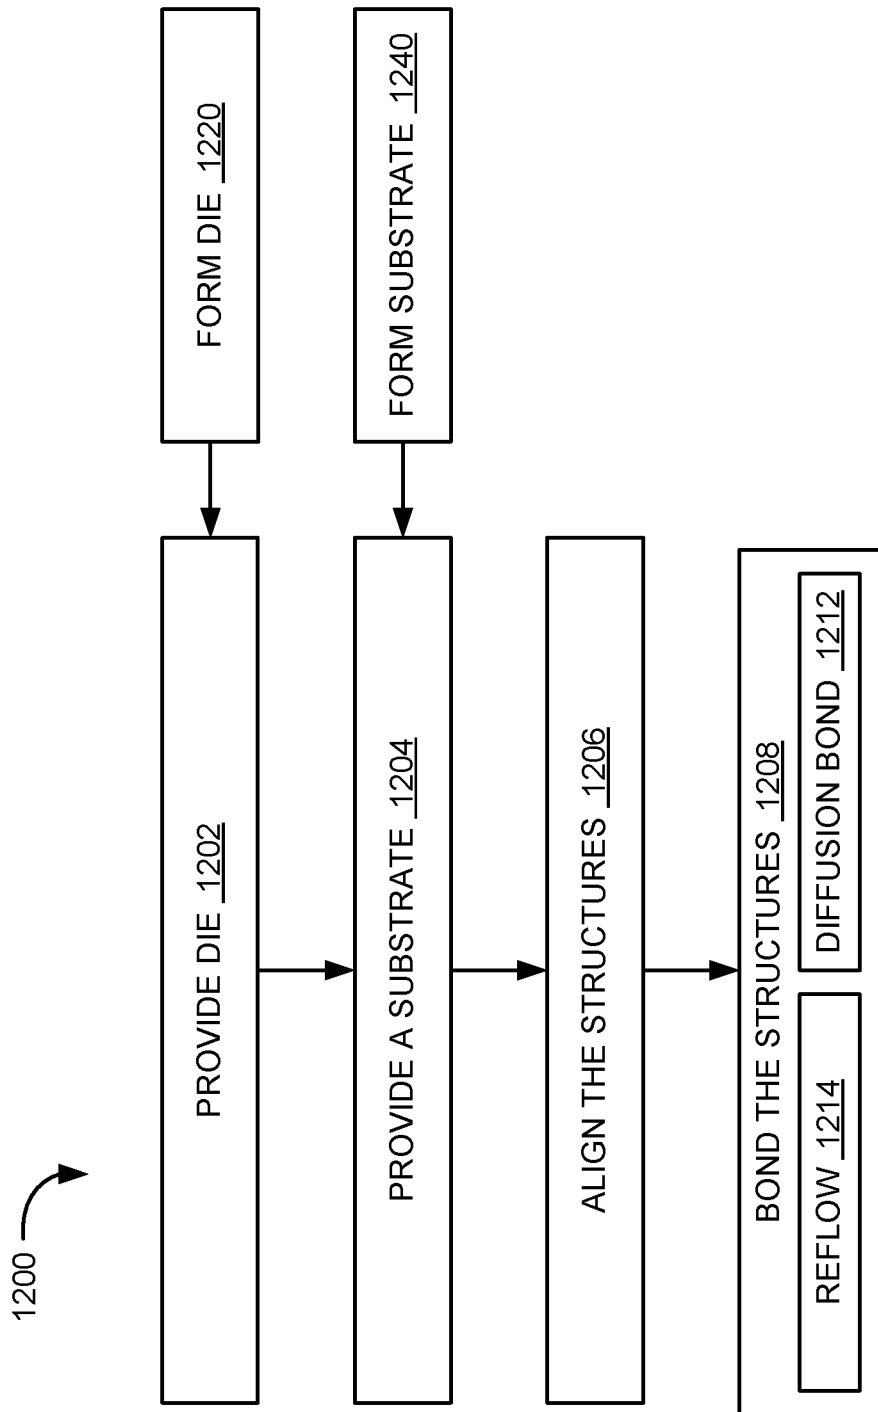 1200
FORM DIE 1220
PROVIDE DIE 1202
FORM SUBSTRATE 1240
PROVIDE A SUBSTRATE 1204
ALIGN THE STRUCTURES 1206
BOND THE STRUCTURES 1208
REFLOW 1214
DIFFUSION BOND 1212